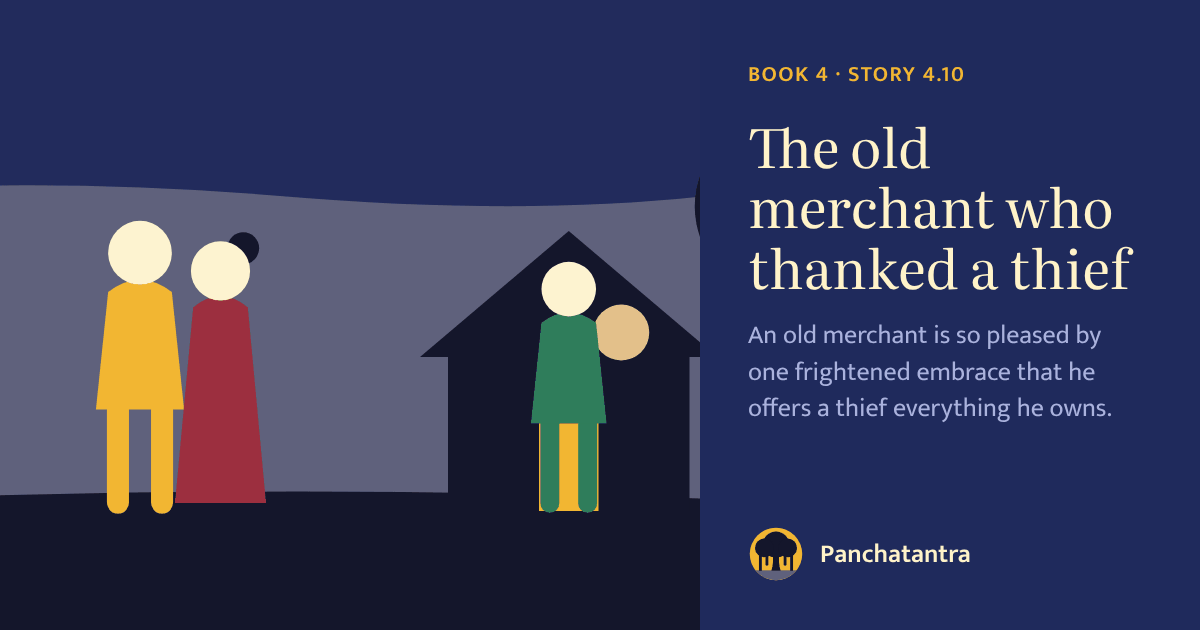 BOOK 4 · STORY 4.10
The old
merchant who
thanked a thief
An old merchant is so pleased by
one frightened embrace that he
offers a thief everything he owns.
Panchatantra